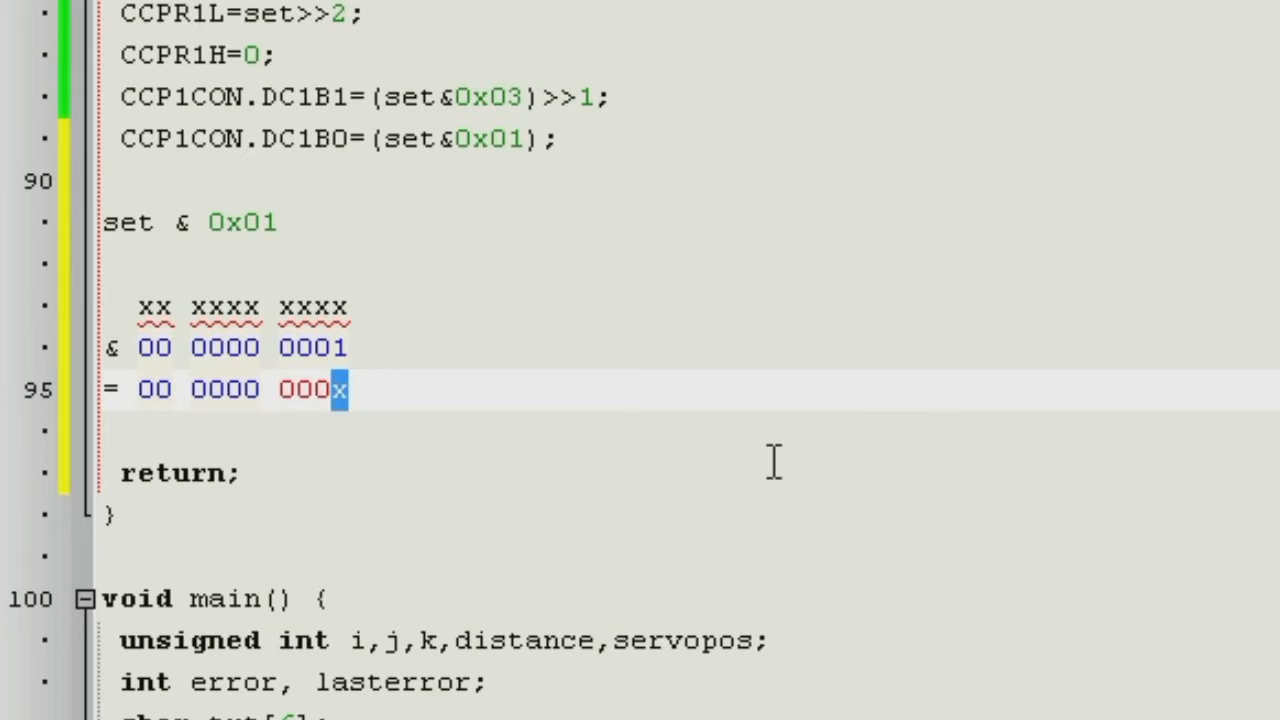 CCPR1L=set>>2;
CCPR1H=0;
CCP1CON.DC1B1=(set&0x03)>>1;
CCP1CON.DC1B0=(set&0x01);
90
set & 0x01
xx xxxx xxxx
& 00 0000 0001
95 = 00 0000 000x
return;
}
100 void main() {
unsigned int i,j,k,distance,servopos;
int error, lasterror;